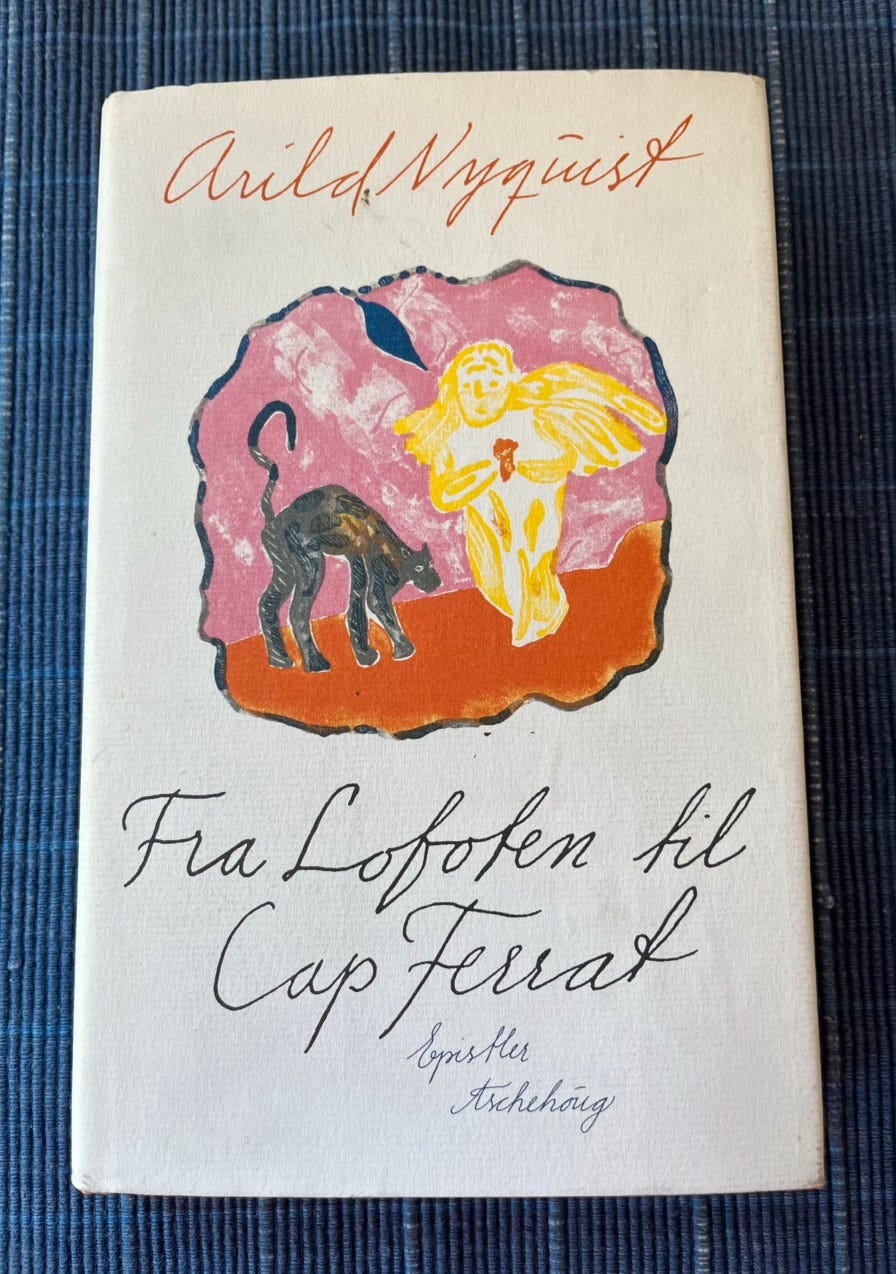 Arild Nyquist
Fra Lofoten til
Cap Ferrat
Epistler
Aschehoug